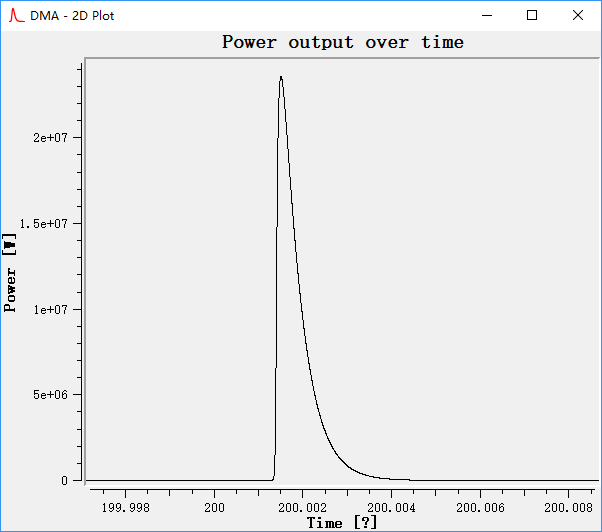 DMA - 2D Plot
Power output over time
2e+07
1.5e+07
1e+07
5e+06
0
Power [W]
199.998 200 200.002 200.004 200.006 200.008
Time [?]